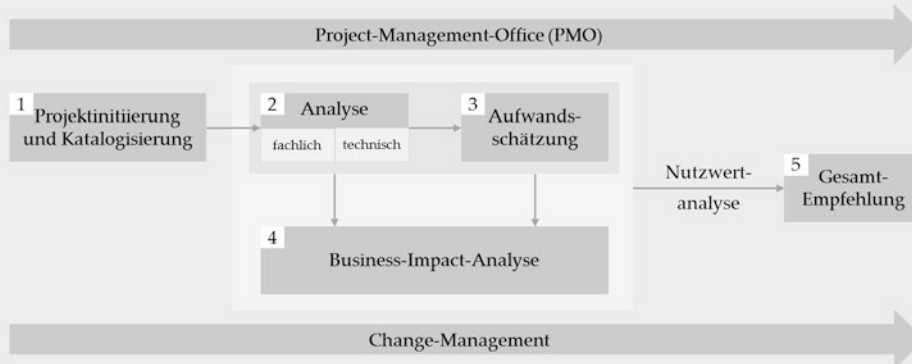 Project-Management-Office (PMO)
1
Projektinitiierung
und Katalogisierung
2
Analyse
fachlich
technisch
3
Aufwands-
schätzung
4
Business-Impact-Analyse
Nutzwert-
analyse
5
Gesamt-
Empfehlung
Change-Management